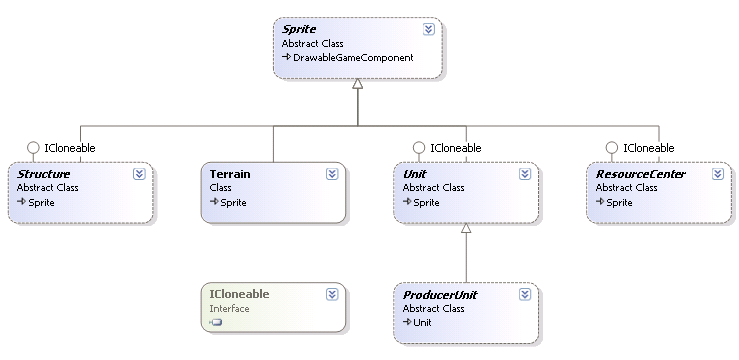 Sprite
Abstract Class
DrawableGameComponent
ICloneable
ICloneable
ICloneable
Structure
Abstract Class
Sprite
Terrain
Class
Sprite
Unit
Abstract Class
Sprite
ResourceCenter
Abstract Class
Sprite
ICloneable
Interface
ProducerUnit
Abstract Class
Unit